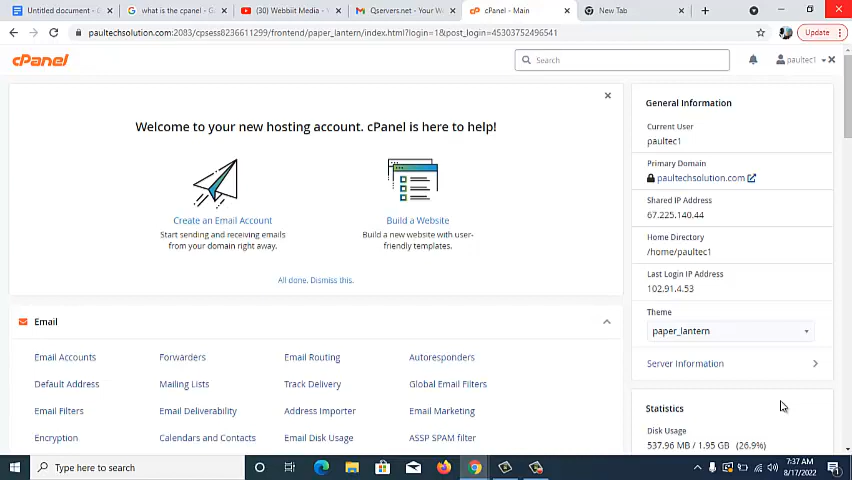 Untitled document - G
what is the cpanel - G
(30) Webiit Media - Y
Qservers.net - Your W
cPanel - Main
New Tab
paultechsolution.com:2083/cpsess8236611299/frontend/paper_lantern/index.html?login=1&post_login=45303752496541
Update
cPanel
Search
paultec1
Welcome to your new hosting account. cPanel is here to help!
Create an Email Account
Start sending and receiving emails
from your domain right away.
Build a Website
Build a new website with user-
friendly templates.
All done. Dismiss this.
Email
Email Accounts
Forwarders
Email Routing
Autoresponders
Default Address
Mailing Lists
Track Delivery
Global Email Filters
Email Filters
Email Deliverability
Address Importer
Email Marketing
Encryption
Calendars and Contacts
Email Disk Usage
ASSP SPAM filter
General Information
Current User
paultec1
Primary Domain
paultechsolution.com
Shared IP Address
67.225.140.44
Home Directory
/home/paultec1
Last Login IP Address
102.91.4.53
Theme
paper_lantern
Server Information
Statistics
Disk Usage
537.96 MB / 1.95 GB (26.9%)
Type here to search
7:37 AM
8/17/2022